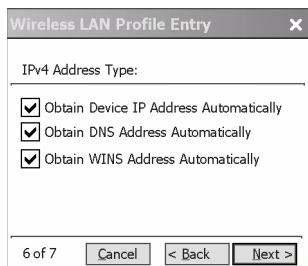 Wireless LAN Profile Entry
IPv4 Address Type:
Obtain Device IP Address Automatically
Obtain DNS Address Automatically
Obtain WINS Address Automatically
6 of 7 Cancel < Back Next >